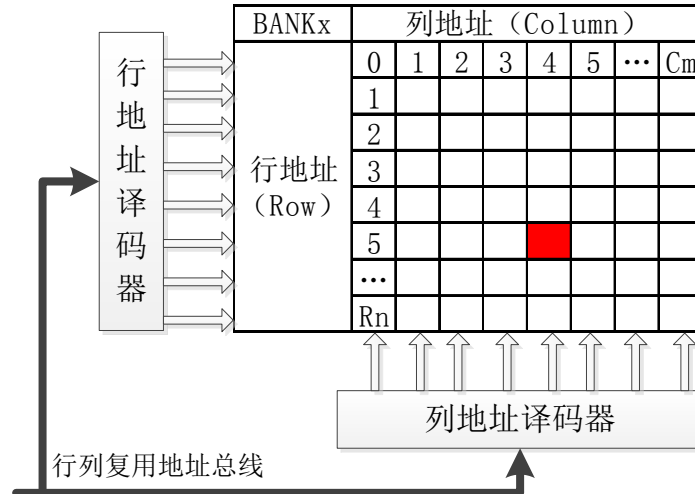 BANKx 列地址（Column）
0 1 2 3 4 5 … Cm
1
2
3
4
5
…
Rn
行地址
（Row）
行地址译码器
列地址译码器
行列复用地址总线